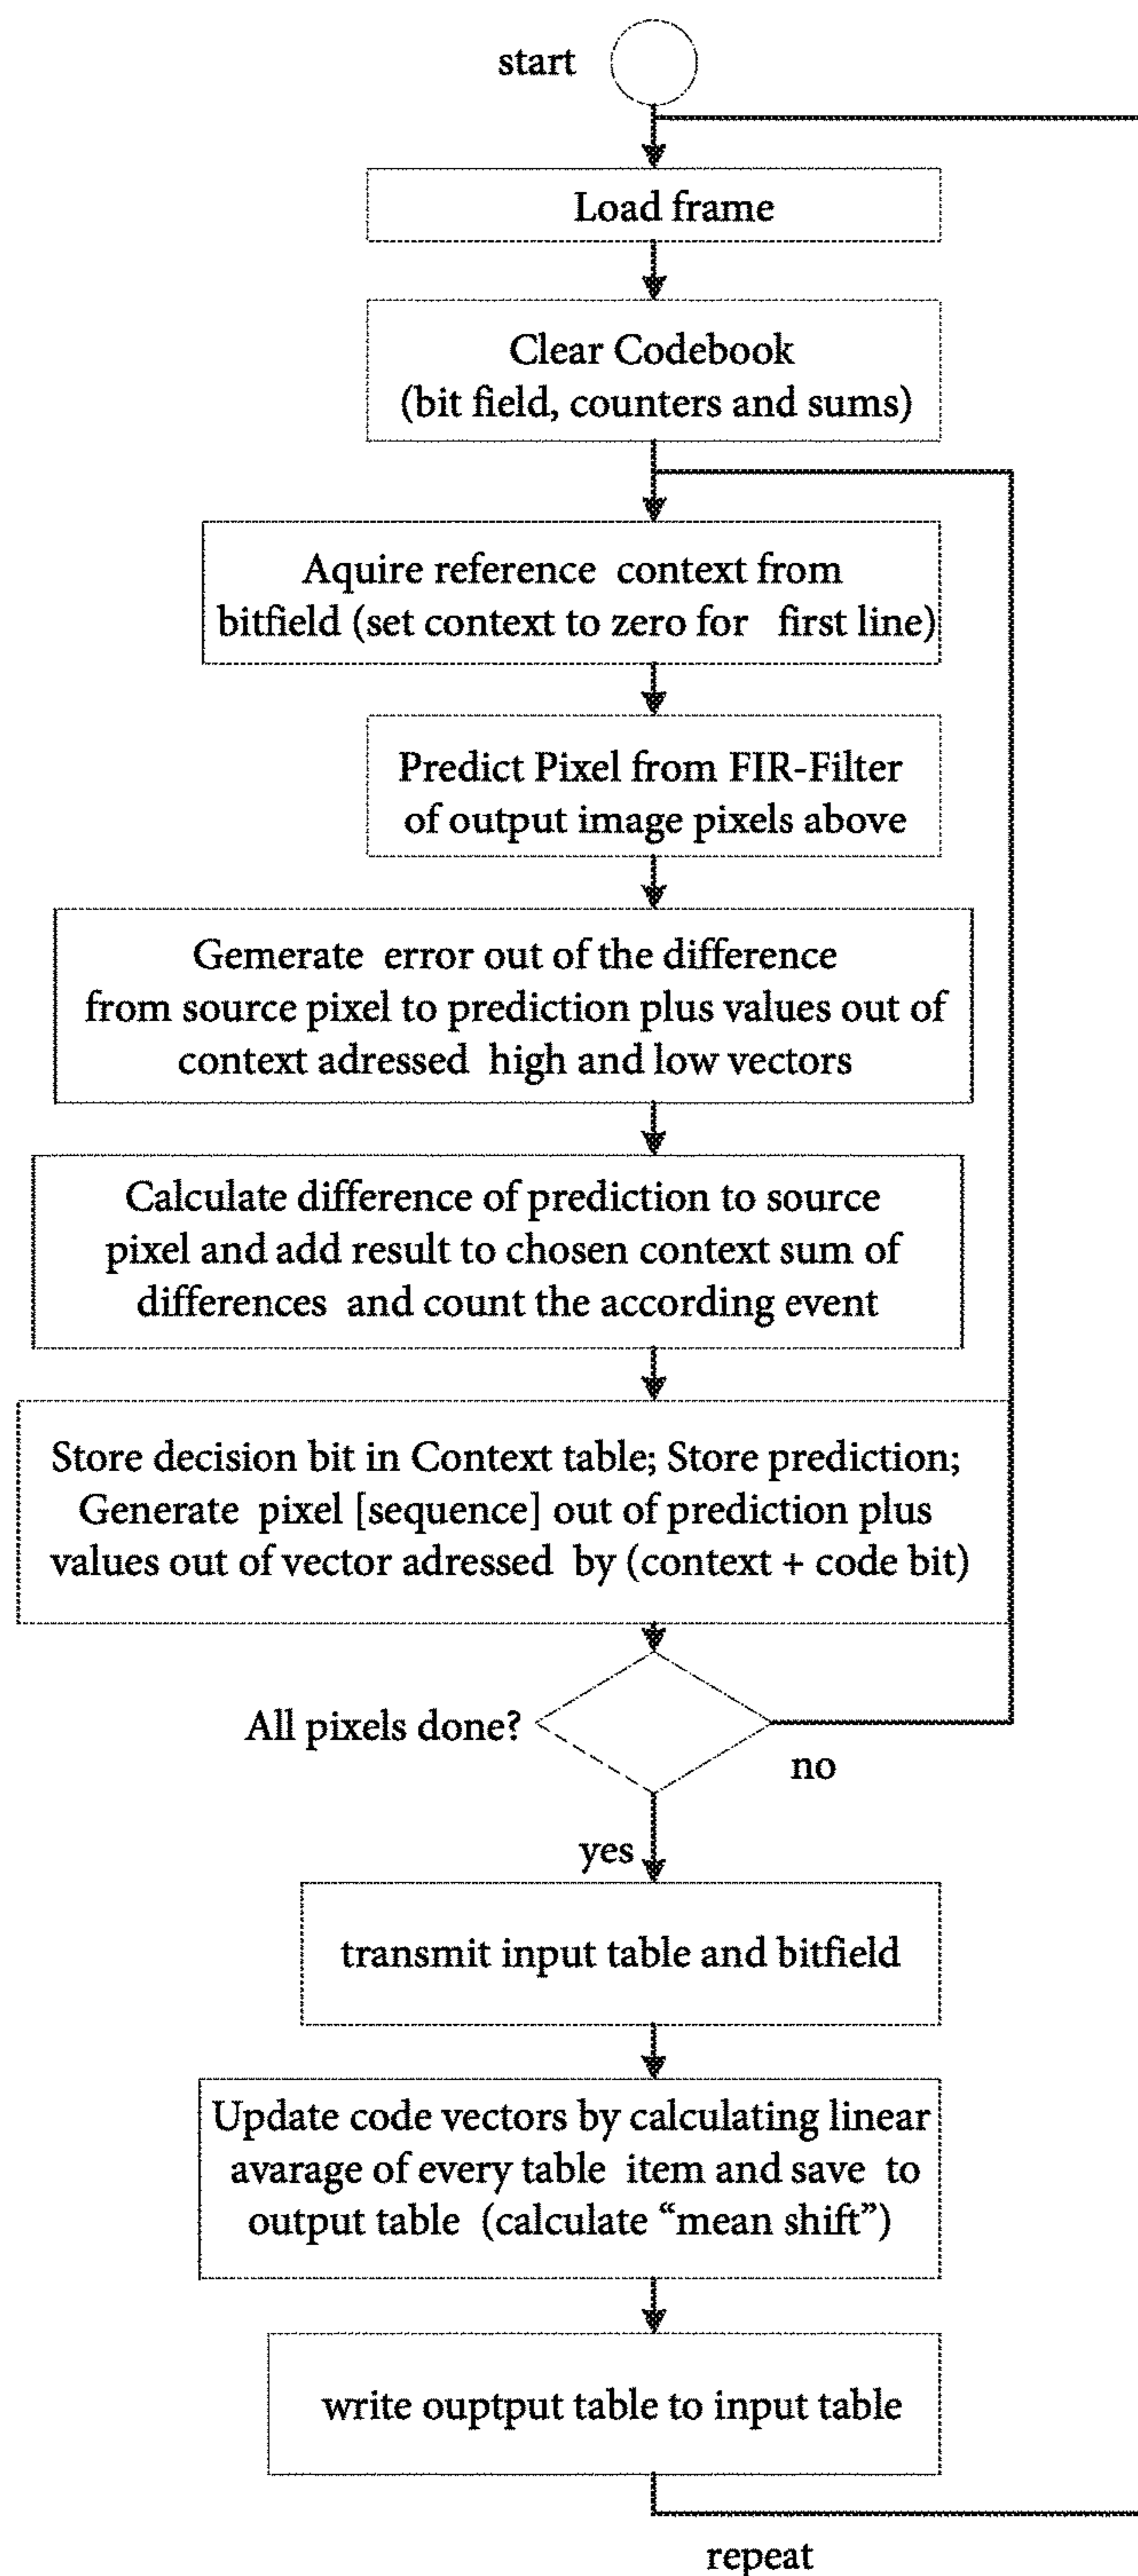 start
Load frame
Clear Codebook
(bit field, counters and sums)
Aquire reference context from
bitfield (set context to zero for first line)
Predict Pixel from FIR-Filter
of output image pixels above
Gemerate error out of the difference
from source pixel to prediction plus values out of
context adressed high and low vectors
Calculate difference of prediction to source
pixel and add result to chosen context sum of
differences and count the according event
Store decision bit in Context table; Store prediction;
Generate pixel [sequence] out of prediction plus
values out of vector adressed by (context + code bit)
All pixels done?
no
yes
transmit input table and bitfield
Update code vectors by calculating linear
avarage of every table item and save to
output table (calculate “mean shift”)
write ouptput table to input table
repeat